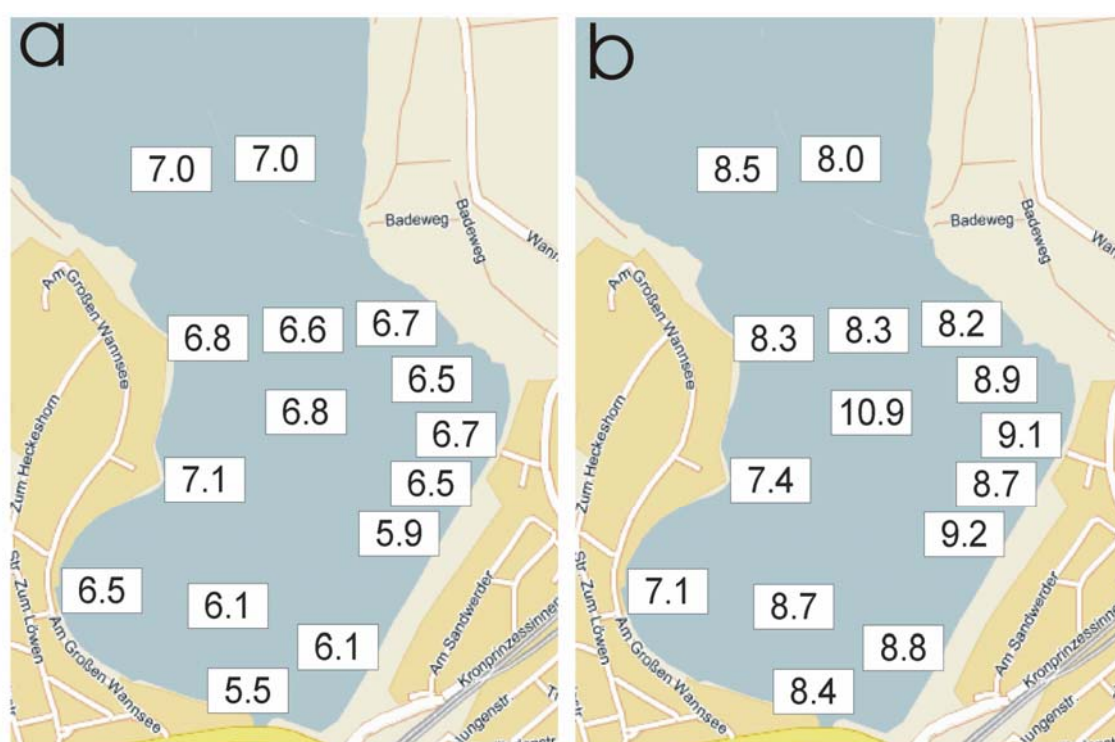 a
7.0
7.0
Badeweg
Badeweg
Wann
Am Großen Wannsee
6.8
6.6
6.7
6.5
6.8
6.7
Zum Heckeshorn
7.1
6.5
5.9
6.5
6.1
6.1
5.5
Str. Zum Löwen
Am Großen Wannsee
Am Sandwerder
Kronprinzessinnen
ungenstr
b
8.5
8.0
Badeweg
Badeweg
Wann
Am Großen Wannsee
8.3
8.3
8.2
8.9
10.9
9.1
Zum Heckeshorn
7.4
8.7
9.2
7.1
8.7
8.8
8.4
Str. Zum Löwen
Am Großen Wannsee
Am Sandwerder
Kronprinzessinnen
ungenstr